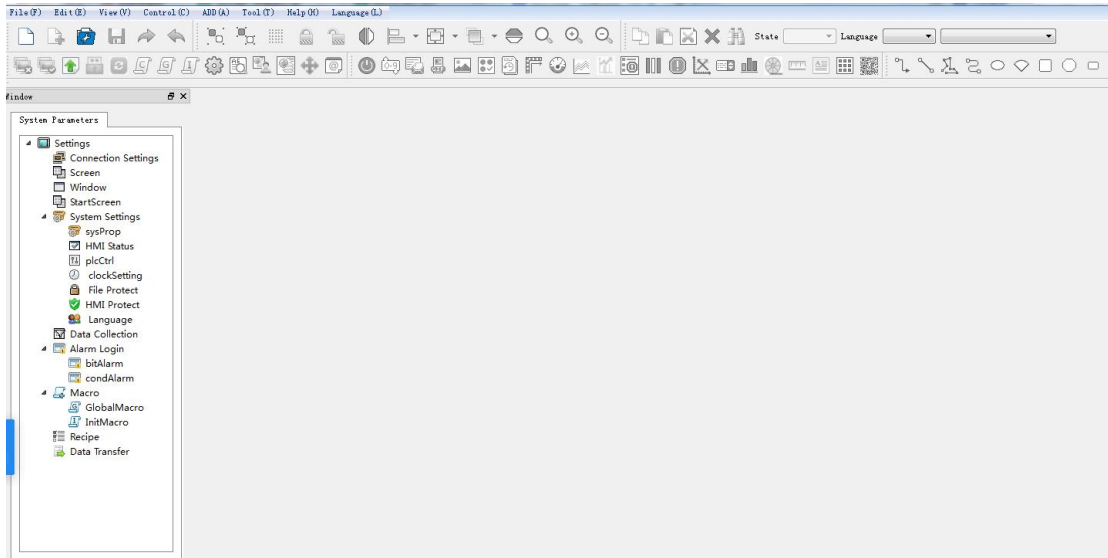 File(F) Edit(E) View(V) Control(C) ADD(A) Tool(T) Help(H) Language(L)
State Language
indow
System Parameters
Settings
Connection Settings
Screen
Window
StartScreen
System Settings
sysProp
HMI Status
plcCtrl
clockSetting
File Protect
HMI Protect
Language
Data Collection
Alarm Login
bitAlarm
condAlarm
Macro
GlobalMacro
InitMacro
Recipe
Data Transfer